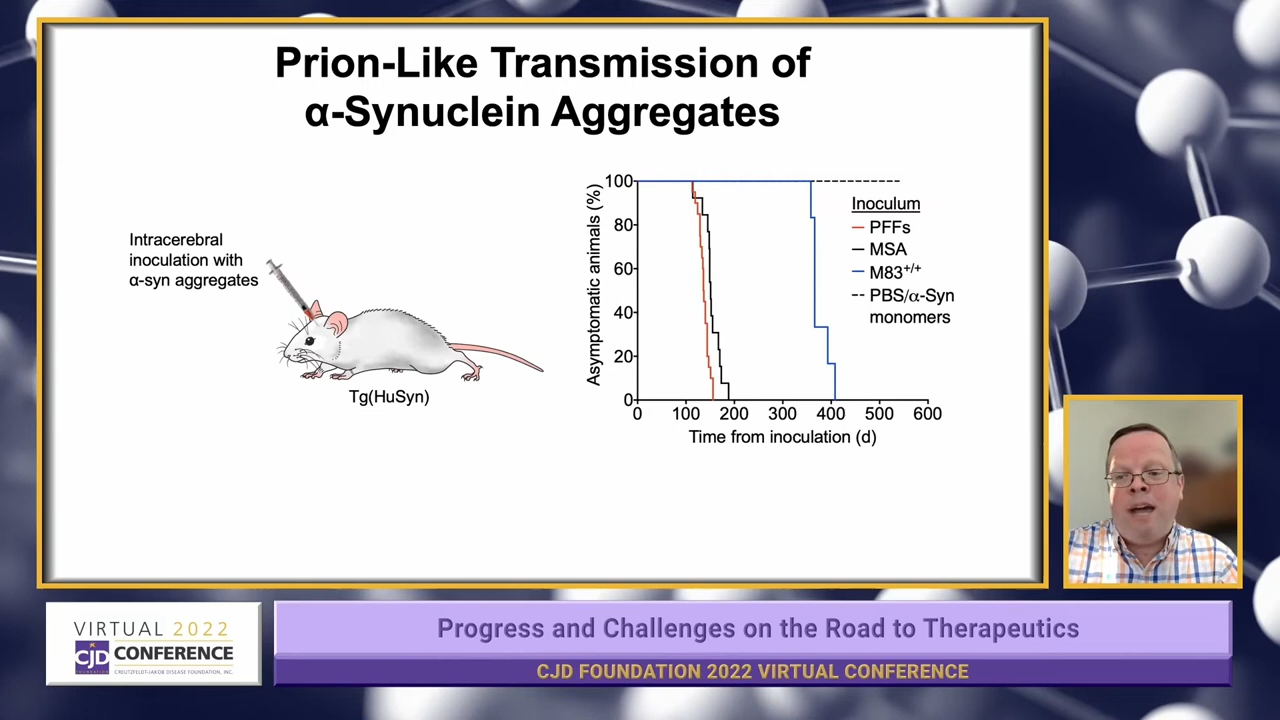 Prion-Like Transmission of
α-Synuclein Aggregates
Intracerebral
inoculation with
α-syn aggregates
Tg(HuSyn)
Asymptomatic animals (%)
100
80
60
40
20
0
0 100 200 300 400 500 600
Time from inoculation (d)
Inoculum
PFFs
MSA
M83+/+
PBS/α-Syn
monomers
VIRTUAL 2022
CJD CONFERENCE
FOUNDATION CREUTZFELDT-JAKOB DISEASE FOUNDATION, INC.
Progress and Challenges on the Road to Therapeutics
CJD FOUNDATION 2022 VIRTUAL CONFERENCE